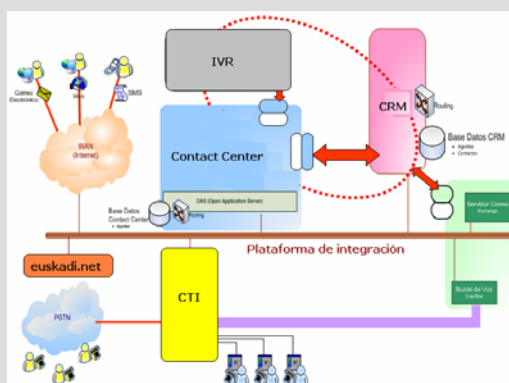 IVR
CRM
Routing
Correo
Electrónico
Web
SMS
WAN
(Internet)
Contact Center
Base Datos CRM
• Agentes
• Contactos
OAS (Open Application Server)
Base Datos
Contact Center
• Agentes
Routing
Servidor Correo
Exchange
Plataforma de integración
euskadi.net
CTI
Buzón de Voz
PSTN